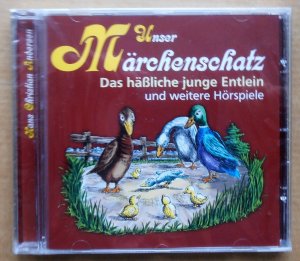 Unser
Märchenschatz
Das häßliche junge Entlein
und weitere Hörspiele
Hans Christian Andersen